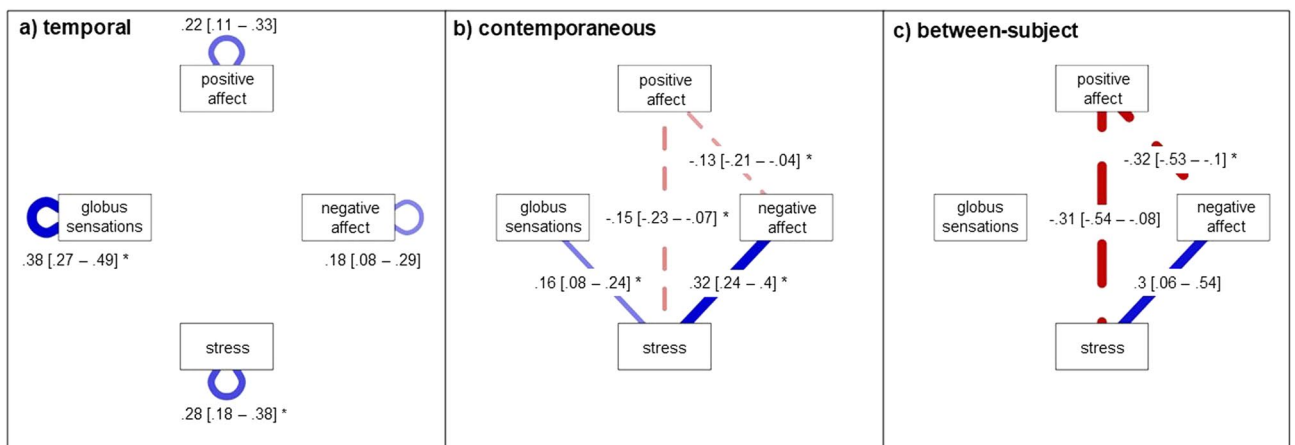 a) temporal
.22 [.11 – .33]
positive
affect
globus
sensations
.38 [.27 – .49] *
negative
affect
.18 [.08 – .29]
stress
.28 [.18 – .38] *
b) contemporaneous
positive
affect
-.13 [-.21 – -.04] *
globus
sensations
-.15 [-.23 – -.07] *
negative
affect
.16 [.08 – .24] *
.32 [.24 – .4] *
stress
c) between-subject
positive
affect
-.32 [-.53 – -.1] *
globus
sensations
-.31 [-.54 – -.08]
negative
affect
.3 [.06 – .54]
stress